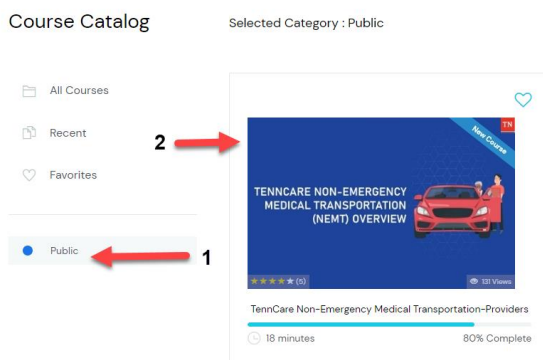 Course Catalog
Selected Category : Public
All Courses
Recent
Favorites
Public
1
2
New Course
TN
TENNCARE NON-EMERGENCY
MEDICAL TRANSPORTATION
(NEMT) OVERVIEW
(5)
131 Views
TennCare Non-Emergency Medical Transportation-Providers
18 minutes
80% Complete